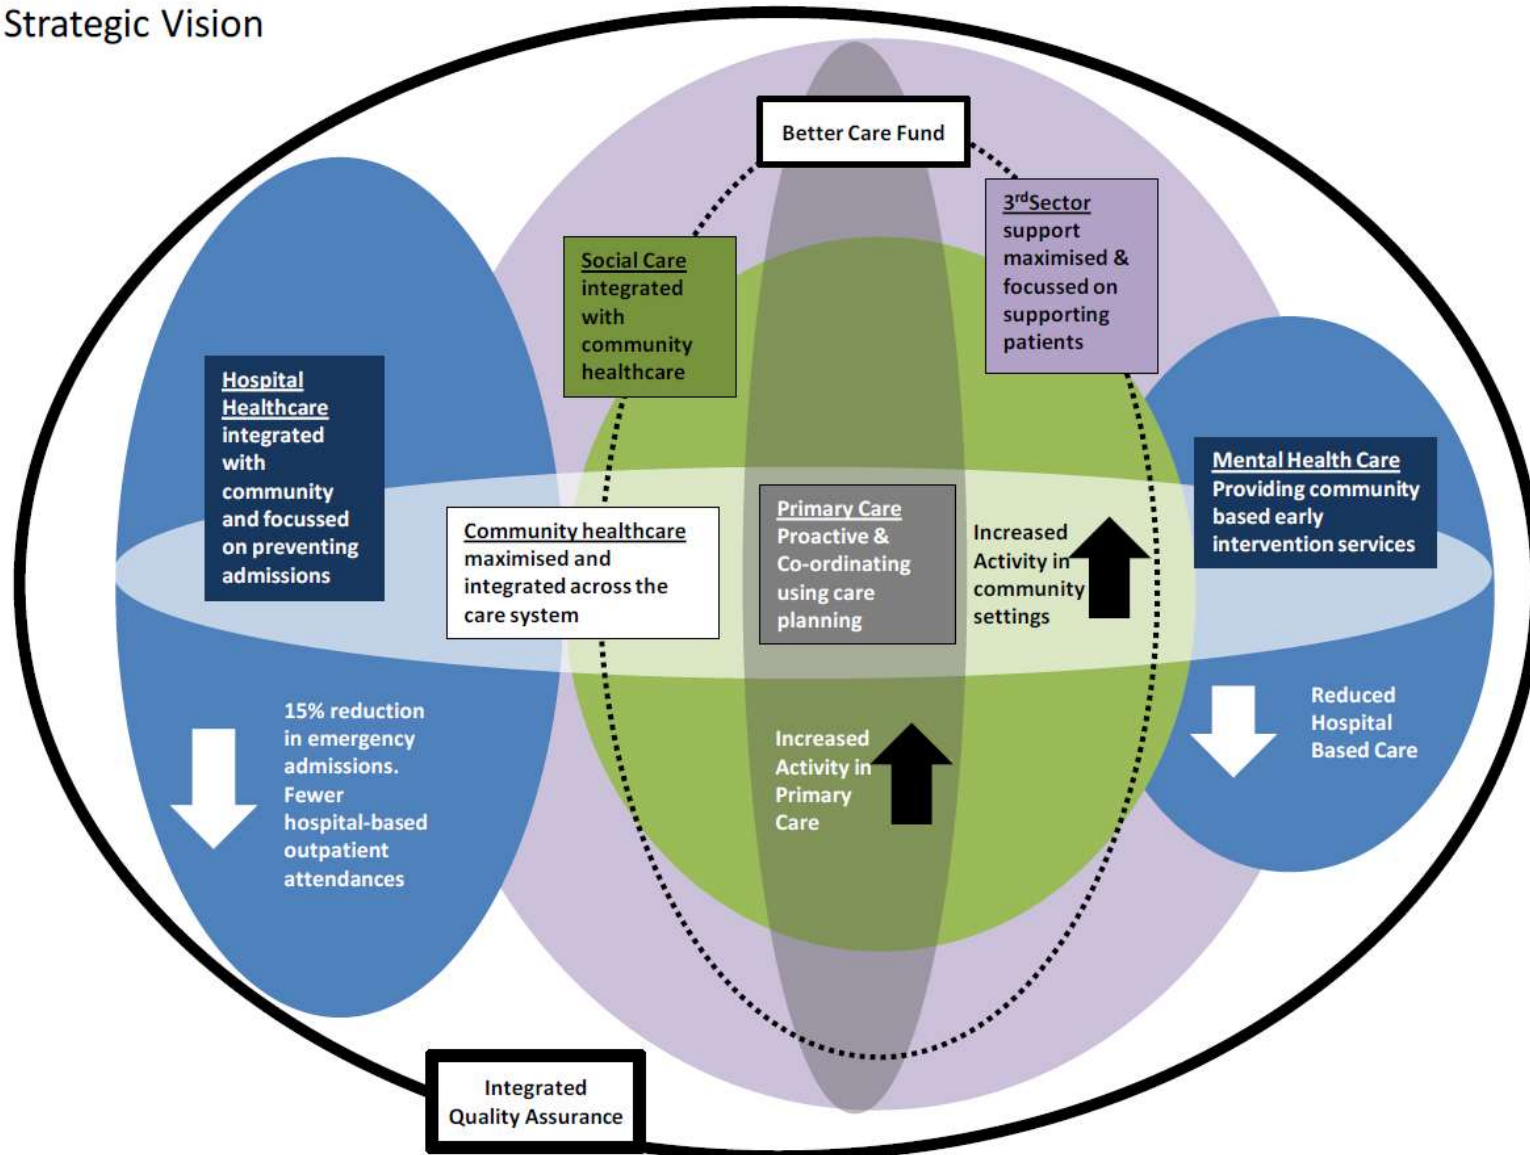 Strategic Vision
Better Care Fund
3rdSector
support
maximised &
focussed on
supporting
patients
Social Care
integrated
with
community
healthcare
Hospital
Healthcare
integrated
with
community
and focussed
on preventing
admissions
Mental Health Care
Providing community
based early
intervention services
Community healthcare
maximised and
integrated across the
care system
Primary Care
Proactive &
Co-ordinating
using care
planning
Increased
Activity in
community
settings
15% reduction
in emergency
admissions.
Fewer
hospital-based
outpatient
attendances
Increased
Activity in
Primary
Care
Reduced
Hospital
Based Care
Integrated
Quality Assurance